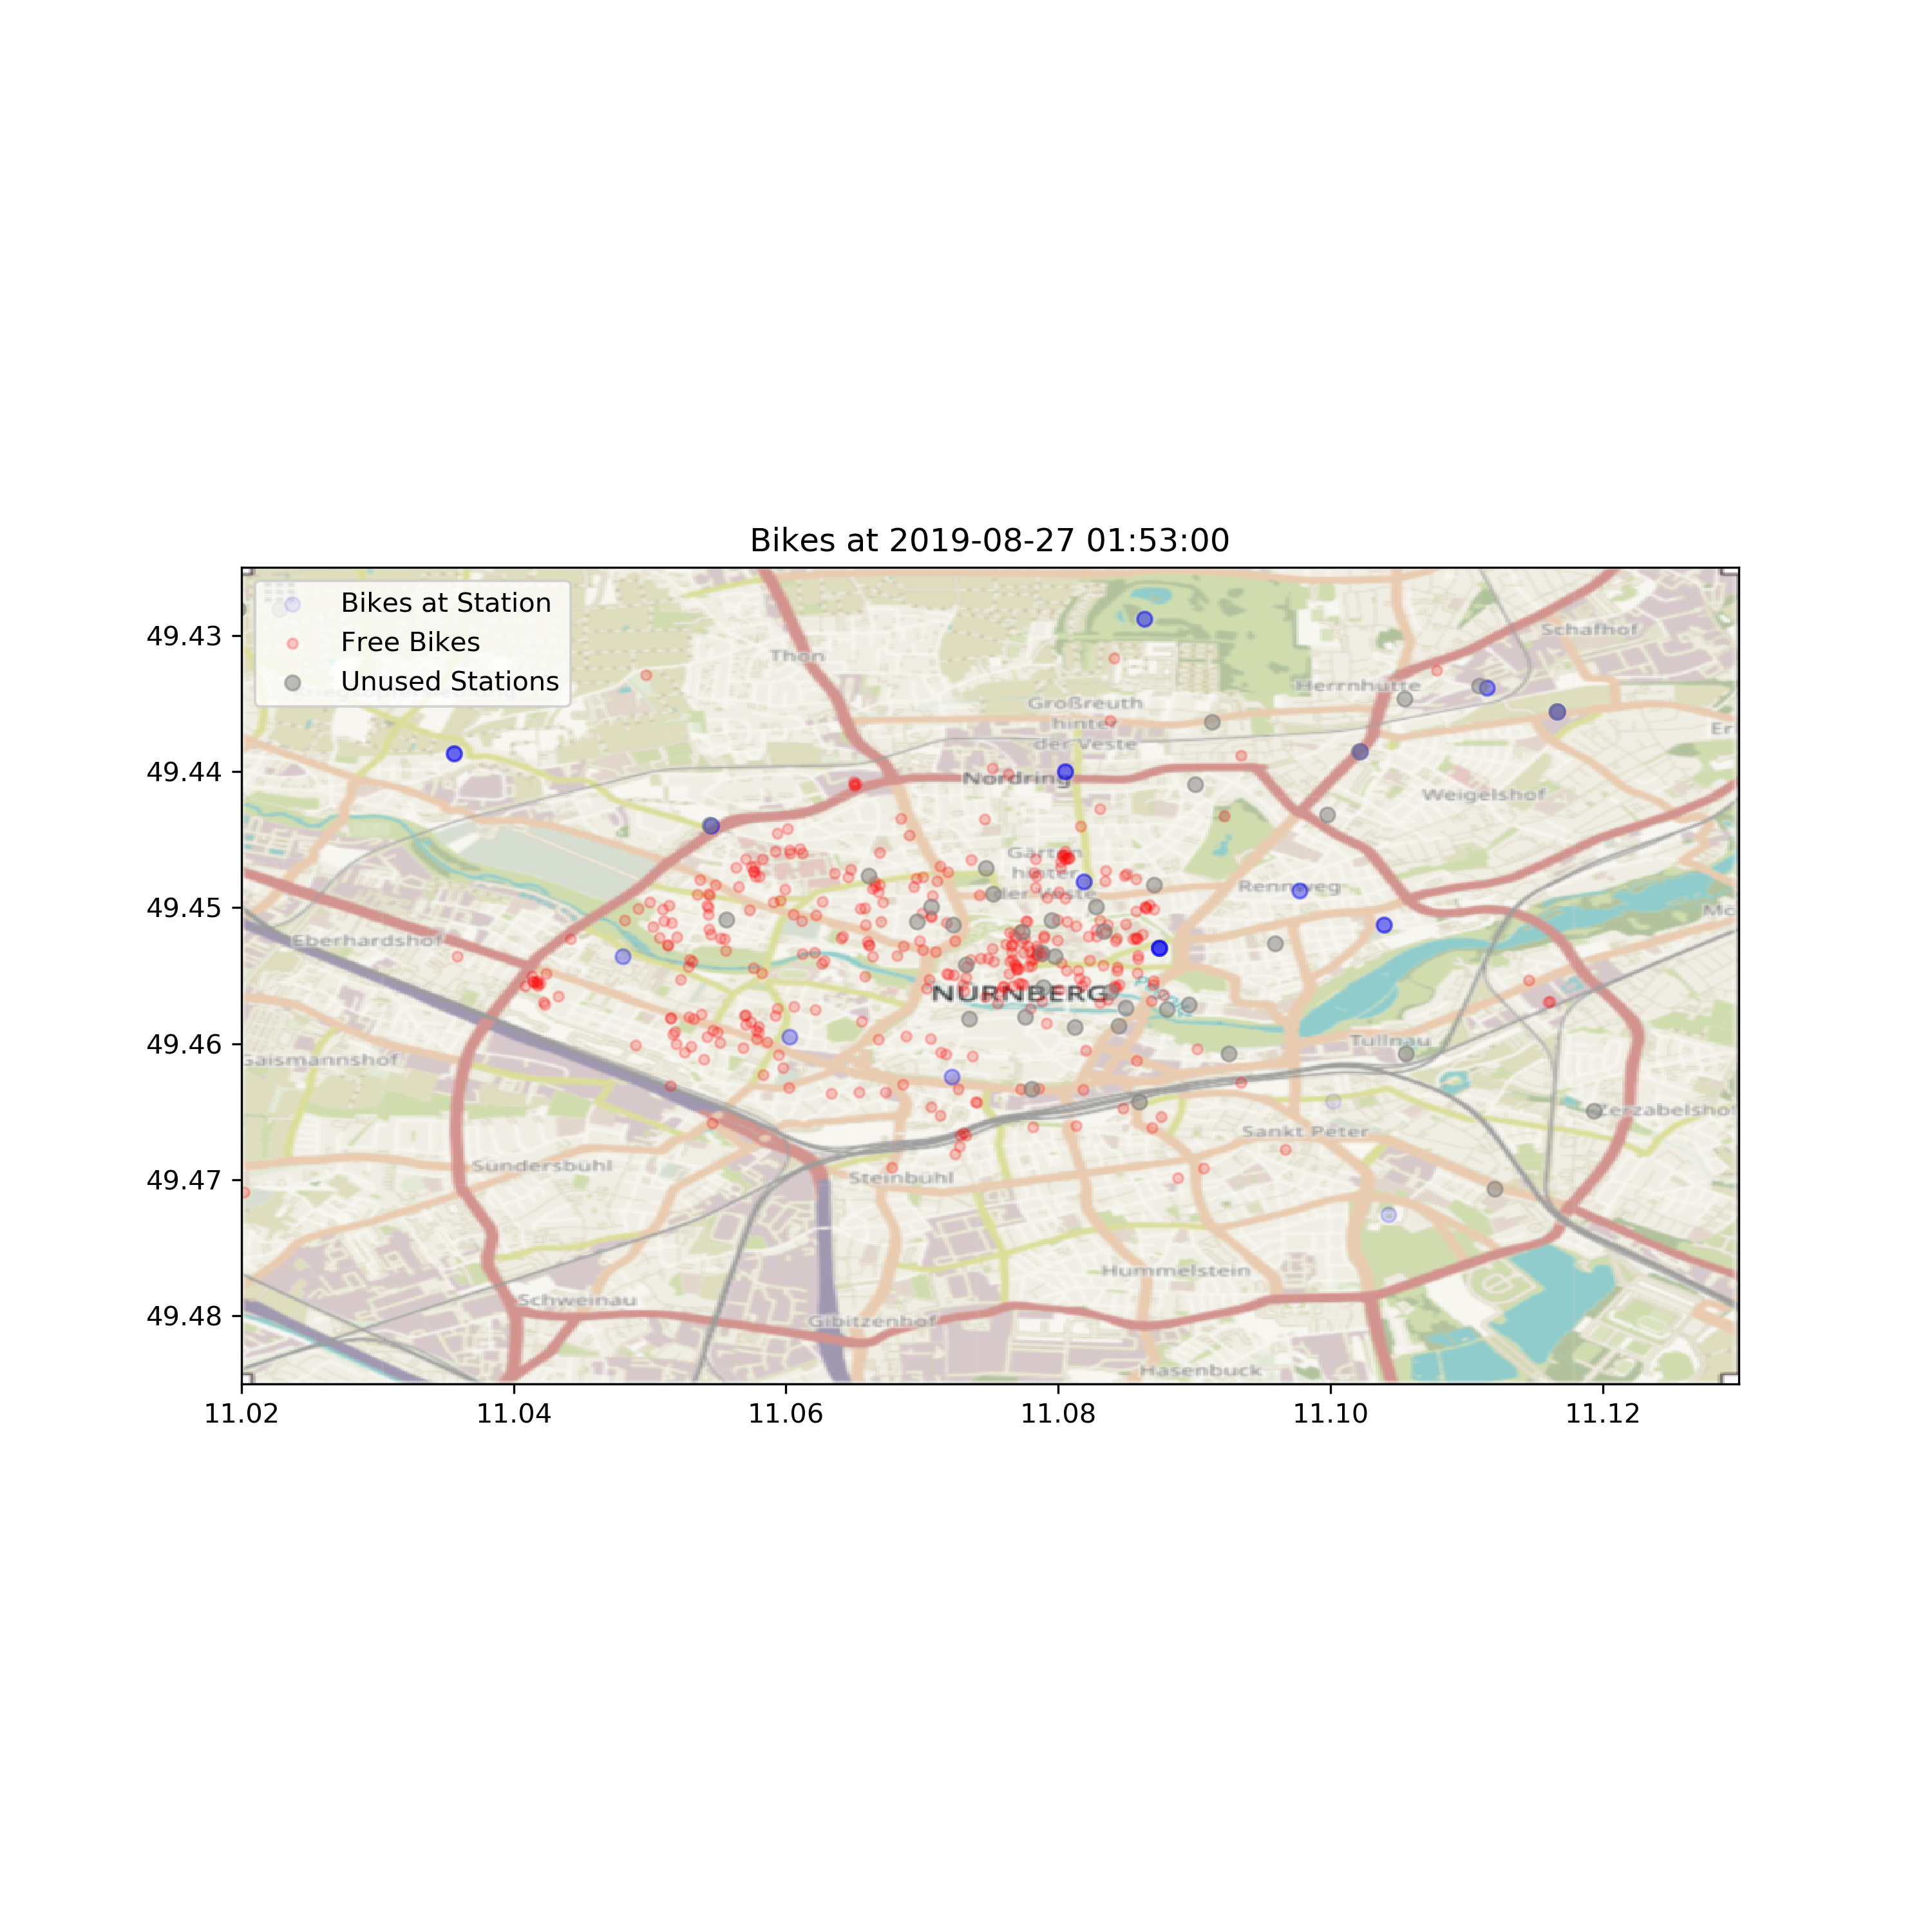 Bikes at 2019-08-27 01:53:00
Bikes at Station
Free Bikes
Unused Stations
49.43
49.44
49.45
49.46
49.47
49.48
11.02
11.04
11.06
11.08
11.10
11.12
Thon
Schafhof
Herrnhütte
Großreuth
hinter
der Veste
Er
Nordring
Weigelshof
Gärten
hinter
der Veste
Rennweg
Mo
Eberhardshof
NÜRNBERG
Tullnau
Gaismannshof
Zerzabelshof
Sankt Peter
Sündersbühl
Steinbühl
Hummelstein
Schweinau
Gibitzenhof
Hasenbuck